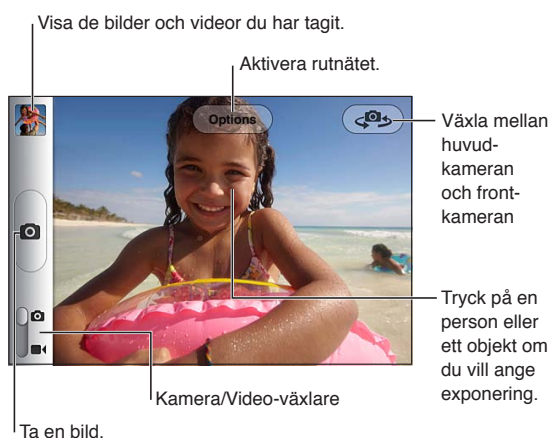 Visa de bilder och videor du har tagit.
Aktivera rutnätet.
Options
Växla mellan
huvud-
kameran
och front-
kameran
Tryck på en
person eller
ett objekt om
du vill ange
exponering.
Kamera/Video-växlare
Ta en bild.